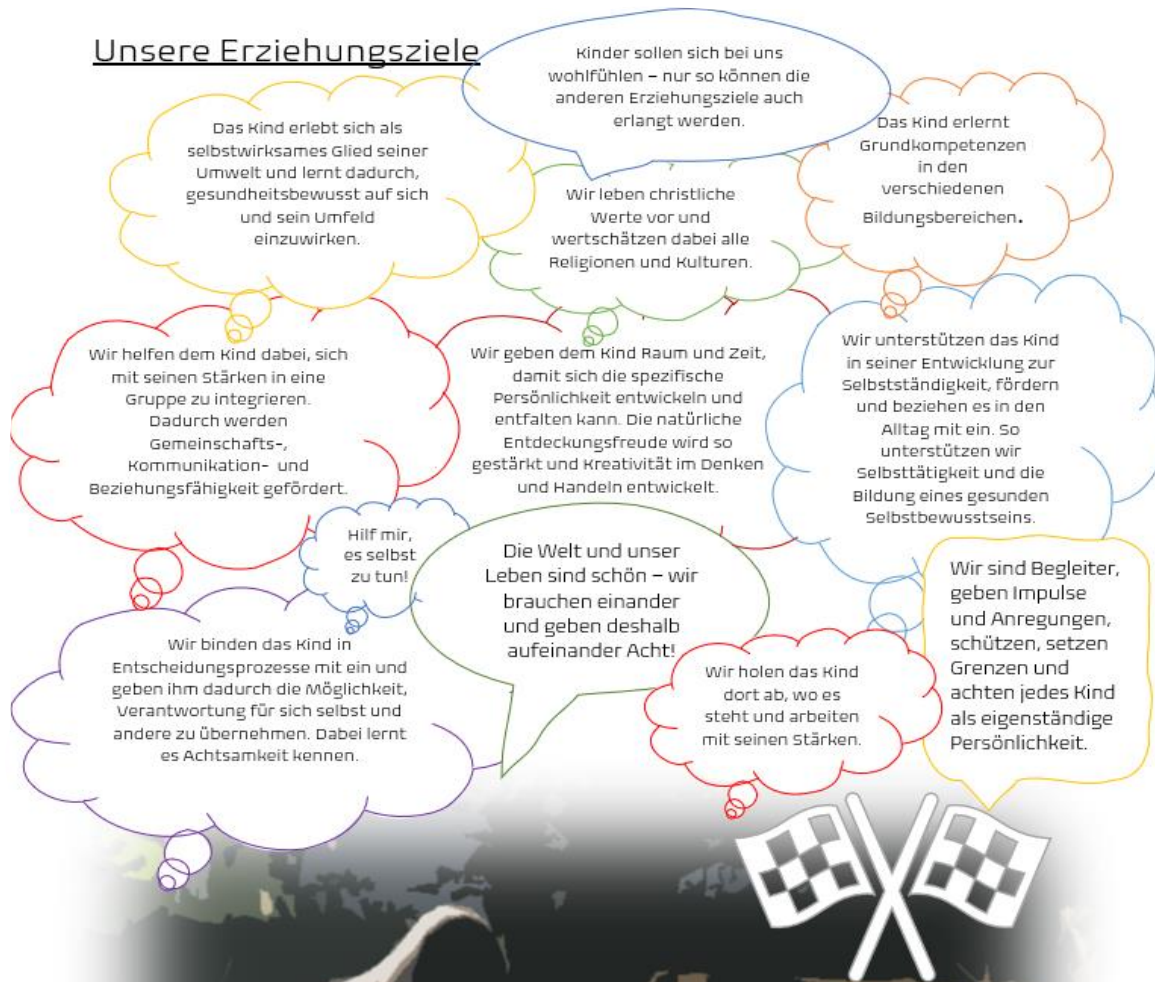 Unsere Erziehungsziele
Kinder sollen sich bei uns
wohlfühlen – nur so können die
anderen Erziehungsziele auch
erlangt werden.
Das Kind erlebt sich als
selbstwirksames Glied seiner
Umwelt und lernt dadurch,
gesundheitsbewusst auf sich
und sein Umfeld
einzuwirken.
Wir leben christliche
Werte vor und
wertschätzen dabei alle
Religionen und Kulturen.
Das Kind erlernt
Grundkompetenzen
in den
verschiedenen
Bildungsbereichen.
Wir helfen dem Kind dabei, sich
mit seinen Stärken in eine
Gruppe zu integrieren.
Dadurch werden
Gemeinschafts-,
Kommunikation- und
Beziehungsfähigkeit gefördert.
Wir geben dem Kind Raum und Zeit,
damit sich die spezifische
Persönlichkeit entwickeln und
entfalten kann. Die natürliche
Entdeckungsfreude wird so
gestärkt und Kreativität im Denken
und Handeln entwickelt.
Wir unterstützen das Kind
in seiner Entwicklung zur
Selbstständigkeit, fördern
und beziehen es in den
Alltag mit ein. So
unterstützen wir
Selbsttätigkeit und die
Bildung eines gesunden
Selbstbewusstseins.
Hilf mir,
es selbst
zu tun!
Die Welt und unser
Leben sind schön – wir
brauchen einander
und geben deshalb
aufeinander Acht!
Wir sind Begleiter,
geben Impulse
und Anregungen,
schützen, setzen
Grenzen und
achten jedes Kind
als eigenständige
Persönlichkeit.
Wir binden das Kind in
Entscheidungsprozesse mit ein und
geben ihm dadurch die Möglichkeit,
Verantwortung für sich selbst und
andere zu übernehmen. Dabei lernt
es Achtsamkeit kennen.
Wir holen das Kind
dort ab, wo es
steht und arbeiten
mit seinen Stärken.